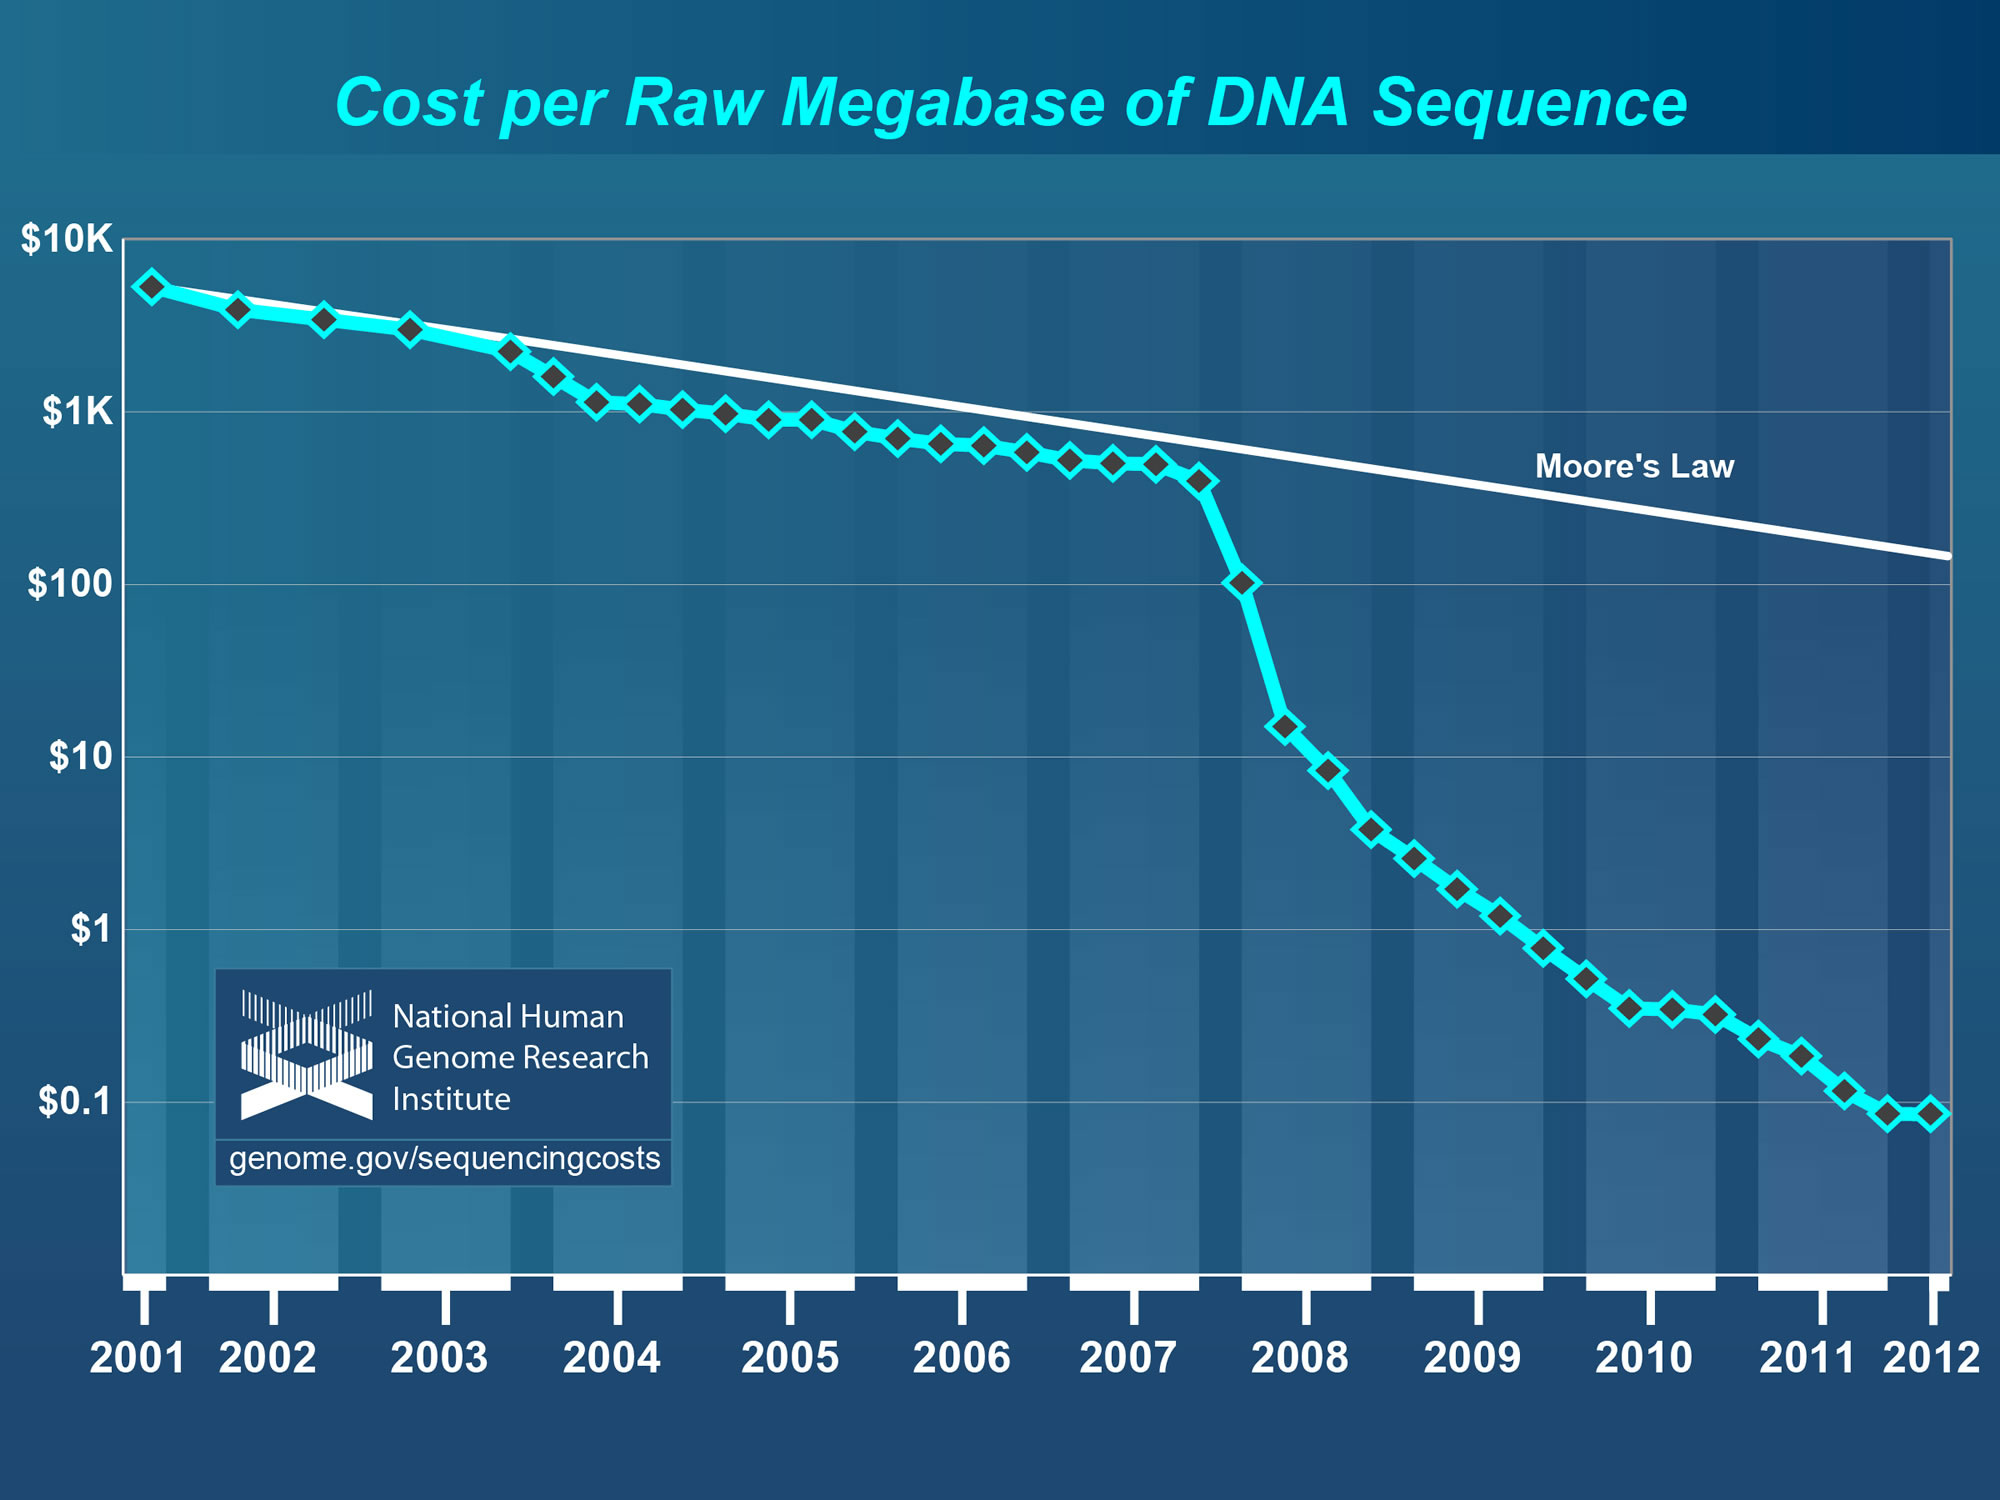 Cost per Raw Megabase of DNA Sequence
$10K
$1K
$100
$10
$1
$0.1
Moore's Law
National Human
Genome Research
Institute
genome.gov/sequencingcosts
2001 2002 2003 2004 2005 2006 2007 2008 2009 2010 2011 2012